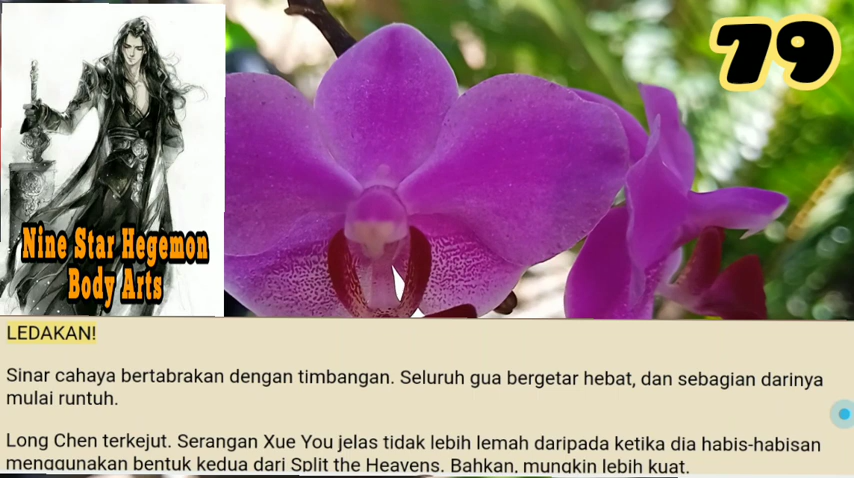 79
Nine Star Hegemon
Body Arts
LEDAKAN!
Sinar cahaya bertabrakan dengan timbangan. Seluruh gua bergetar hebat, dan sebagian darinya
mulai runtuh.
Long Chen terkejut. Serangan Xue You jelas tidak lebih lemah daripada ketika dia habis-habisan
menggunakan bentuk kedua dari Split the Heavens. Bahkan, mungkin lebih kuat.